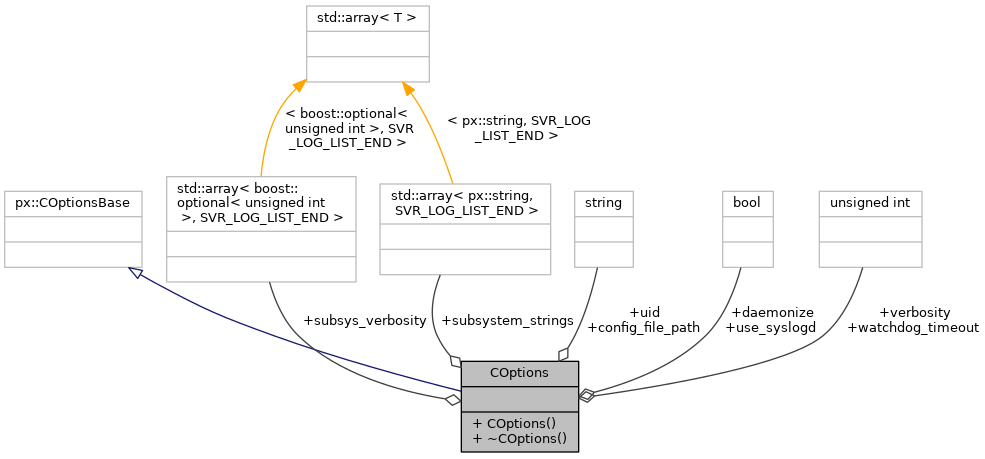 std::array< T >
< boost::optional<
unsigned int >, SVR
_LOG_LIST_END >
< px::string, SVR_LOG
_LIST_END >
px::COptionsBase
std::array< boost::
optional< unsigned int
>, SVR_LOG_LIST_END >
std::array< px::string,
SVR_LOG_LIST_END >
string
bool
unsigned int
+subsys_verbosity
+subsystem_strings
+uid
+config_file_path
+daemonize
+use_syslogd
+verbosity
+watchdog_timeout
COptions
+ COptions()
+ ~COptions()